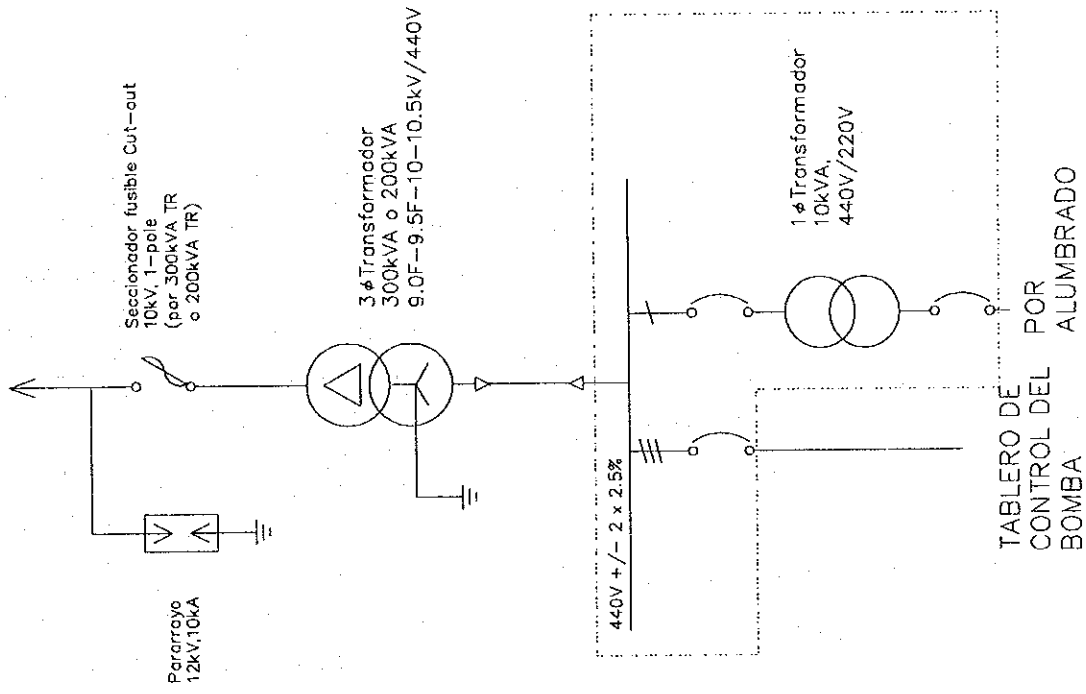 Seccionador fusible Cut-out
10kV, 1-pole
(por 300kVA TR
o 200kVA TR)
Pararrayo
12kV,10kA
3φTransformador
300kVA o 200kVA
9.0F-9.5F-10-10.5kV/440V
440V +/- 2 x 2.5%
1φTransformador
10kVA,
440V/220V
TABLERO DE
CONTROL DEL
BOMBA
POR
ALUMBRADO